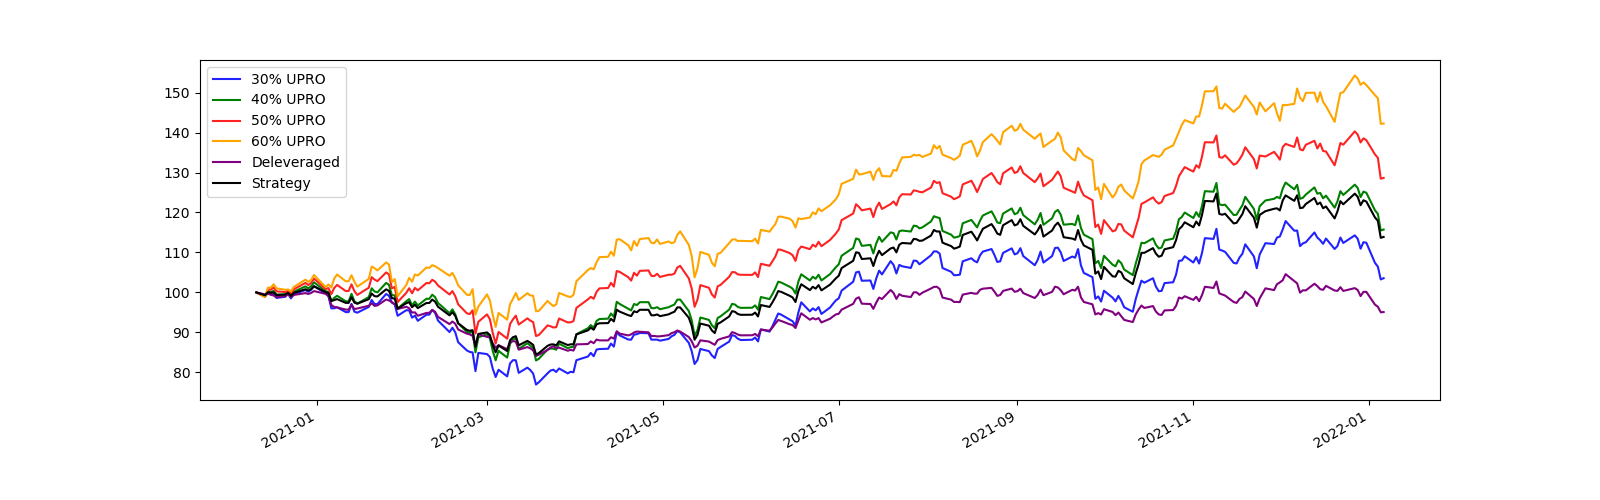 30% UPRO
40% UPRO
50% UPRO
60% UPRO
Deleveraged
Strategy
150
140
130
120
110
100
90
80
2021-01
2021-03
2021-05
2021-07
2021-09
2021-11
2022-01